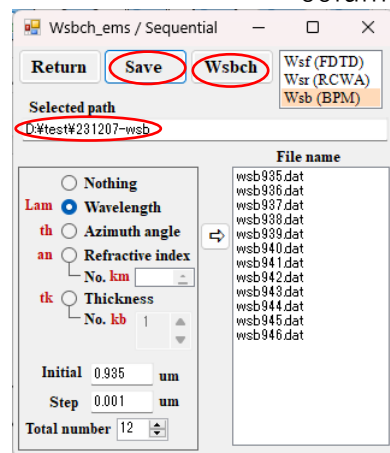 Wsbch_ems / Sequential
Return Save Wsbch
Wsf (FDTD)
Wsr (RCWA)
Wsb (BPM)
Selected path
D:¥test¥231207-wsb
Nothing
Lam Wavelength
th Azimuth angle
an Refractive index
No. km
tk Thickness
No. kb 1
Initial 0.935 um
Step 0.001 um
Total number 12
File name
wsb935.dat
wsb936.dat
wsb937.dat
wsb938.dat
wsb939.dat
wsb940.dat
wsb941.dat
wsb942.dat
wsb943.dat
wsb944.dat
wsb945.dat
wsb946.dat